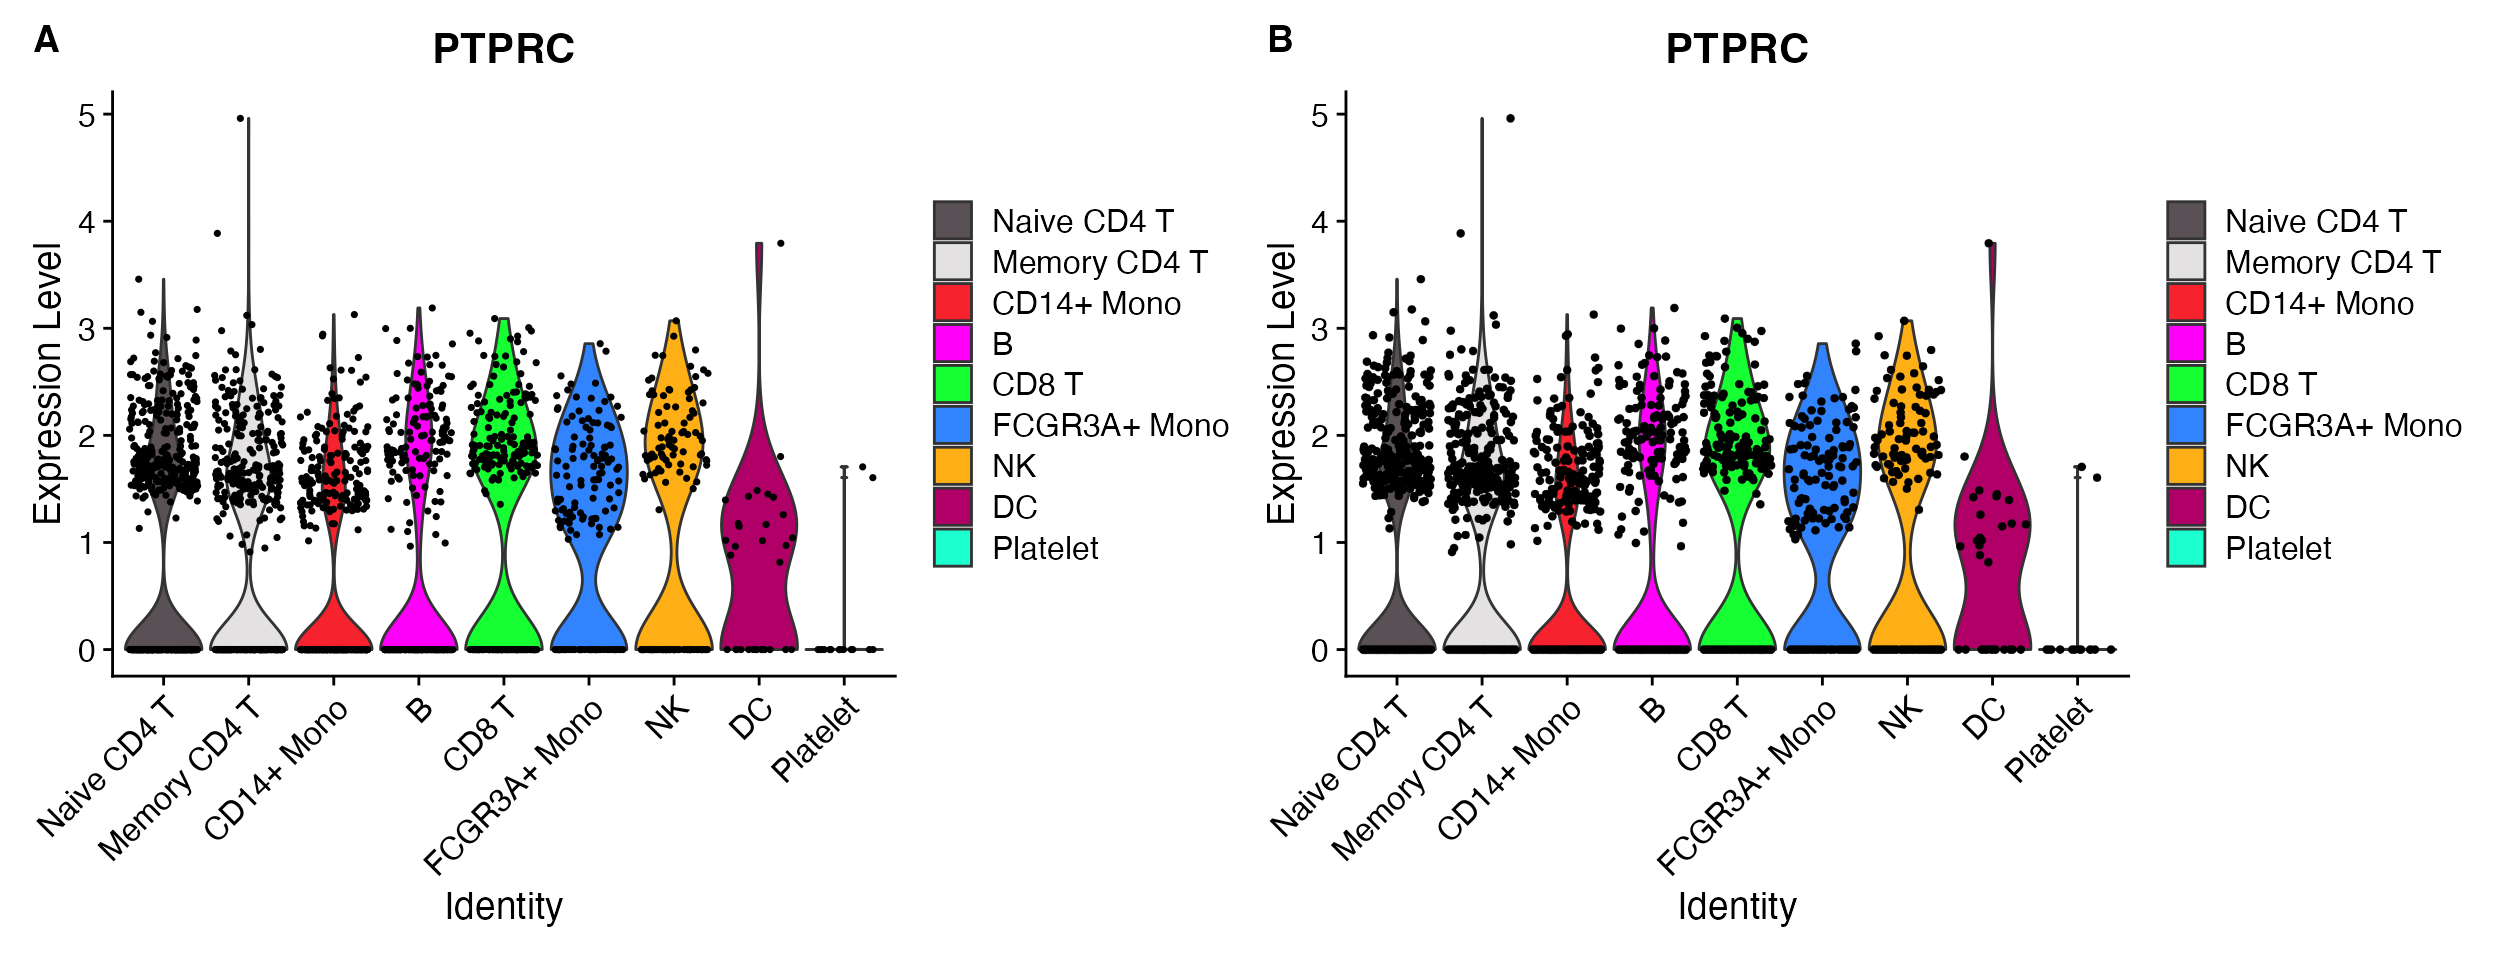 A
PTPRC
Expression Level
5
4
3
2
1
0
Naive CD4 T
Memory CD4 T
CD14+ Mono
B
CD8 T
FCGR3A+ Mono
NK
DC
Platelet
Identity
Naive CD4 T
Memory CD4 T
CD14+ Mono
B
CD8 T
FCGR3A+ Mono
NK
DC
Platelet
B
PTPRC
Expression Level
5
4
3
2
1
0
Naive CD4 T
Memory CD4 T
CD14+ Mono
B
CD8 T
FCGR3A+ Mono
NK
DC
Platelet
Identity
Naive CD4 T
Memory CD4 T
CD14+ Mono
B
CD8 T
FCGR3A+ Mono
NK
DC
Platelet